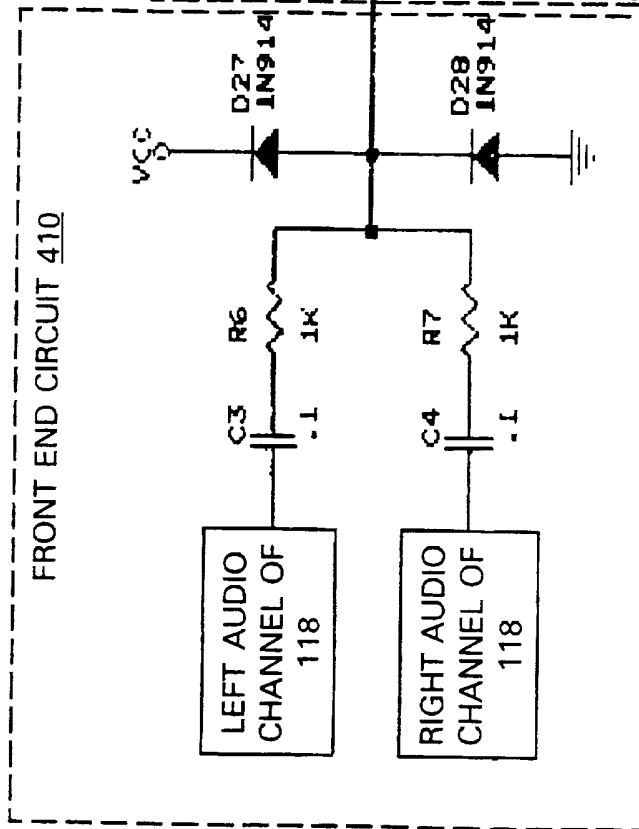 FRONT END CIRCUIT 410
VCC
D27
1N914
D28
1N914
R6
1K
C3
.1
R7
1K
C4
.1
LEFT AUDIO
CHANNEL OF
118
RIGHT AUDIO
CHANNEL OF
118